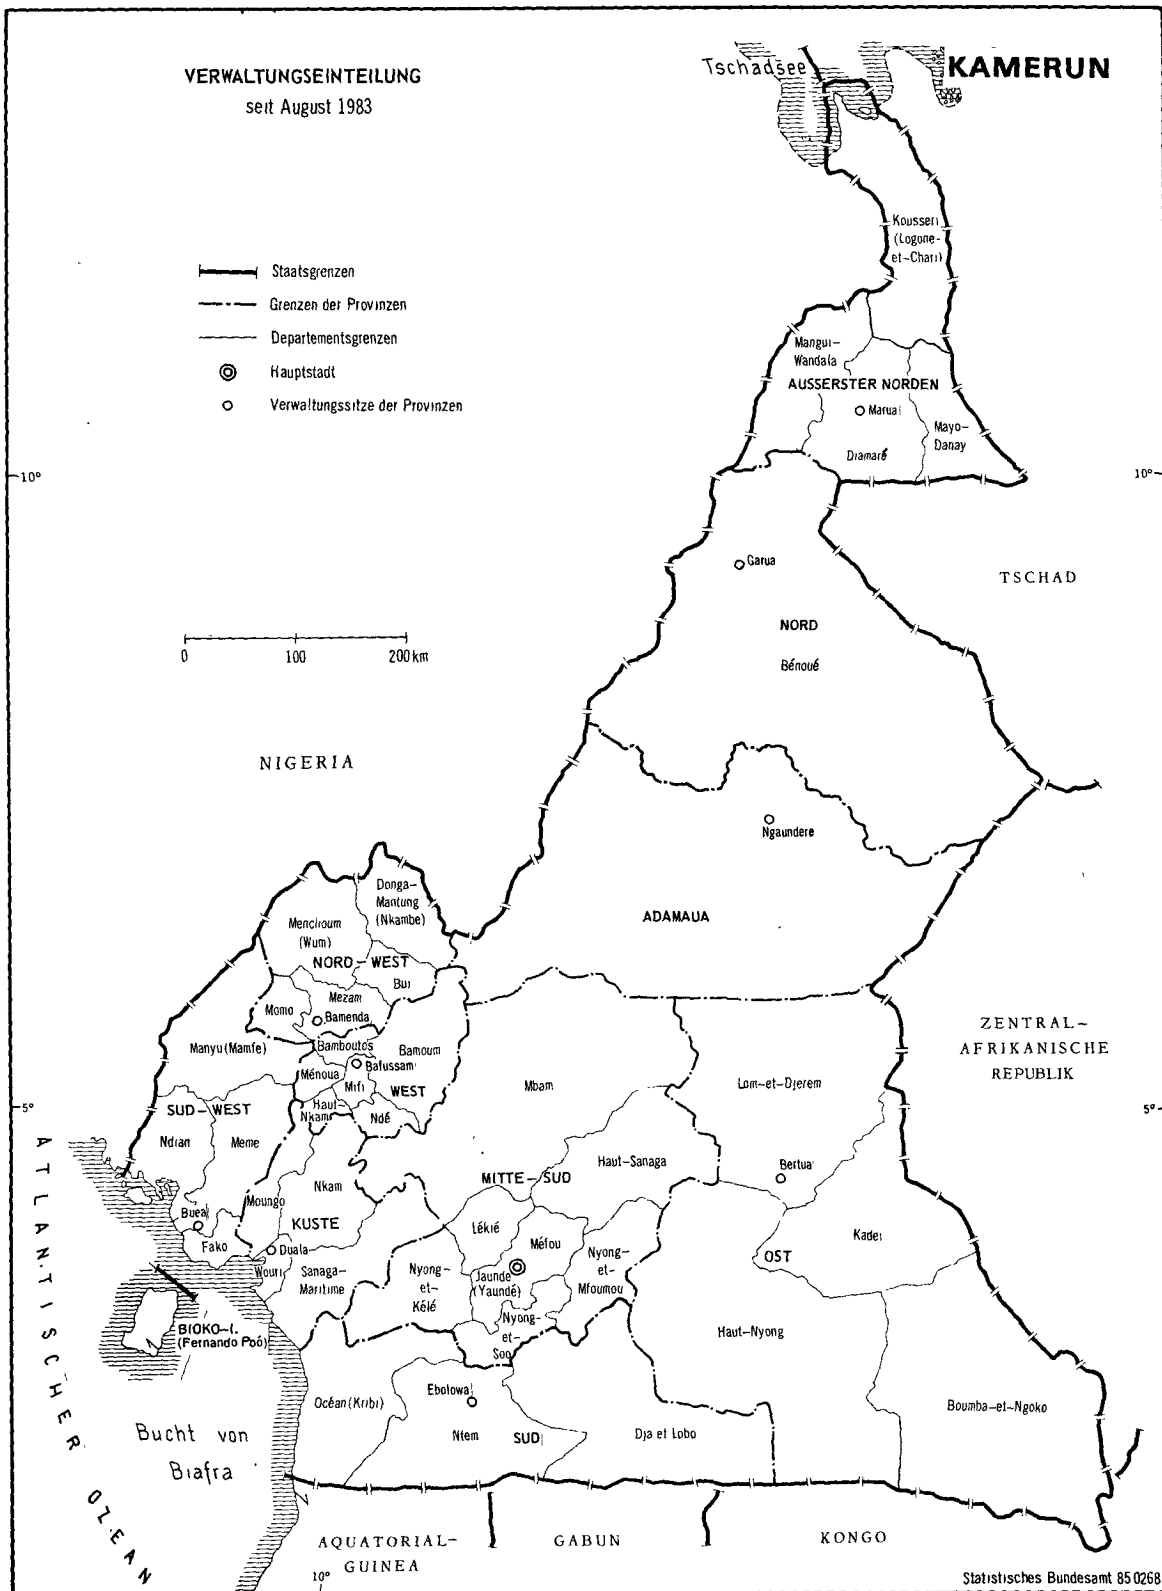 VERWALTUNGSEINTEILUNG
seit August 1983
Tschadsee
KAMERUN
Staatsgrenzen
Grenzen der Provinzen
Departementsgrenzen
Hauptstadt
Verwaltungssitze der Provinzen
Kousseri
(Logone-
et-Chari)
Mangui-
Wandala
AUSSERSTER NORDEN
Marua
Mayo-
Danay
Diamaré
10°
10°
Garua
TSCHAD
NORD
Bénoué
0 100 200 km
NIGERIA
Ngaundere
ADAMAUA
Donga-
Mantung
(Nkambe)
Menchoum
(Wum)
NORD-WEST
Bui
Mezam
Momo
Bamenda
Manyu (Mamfe)
Bamboutos
Bamoum
Bafussam
Ménoua
Mifi
WEST
Haut-
Nkam
Ndé
ZENTRAL-
AFRIKANISCHE
REPUBLIK
Mbam
Lom-et-Djerem
5°
5°
SUD-WEST
Ndian
Meme
Haut-Sanaga
Bertua
MITTE-SUD
Nkam
Moungo
Buea
KUSTE
Lékié
Méfou
Kadei
Fako
Duala
OST
Wouri
Sanaga-
Maritime
Nyong-
et-
Kélé
Jaunde
(Yaundé)
Nyong-
et-
Mfoumou
Nyong-
et-
Soo
BIOKO-I.
(Fernando Poó)
Haut-Nyong
Océan (Kribi)
Ebolowa
Ntem
SUD
Dja et Lobo
Boumba-et-Ngoko
Bucht von
Biafra
ATLANTISCHER OZEAN
AQUATORIAL-
GUINEA
GABUN
KONGO
10°
Statistisches Bundesamt 85 0268